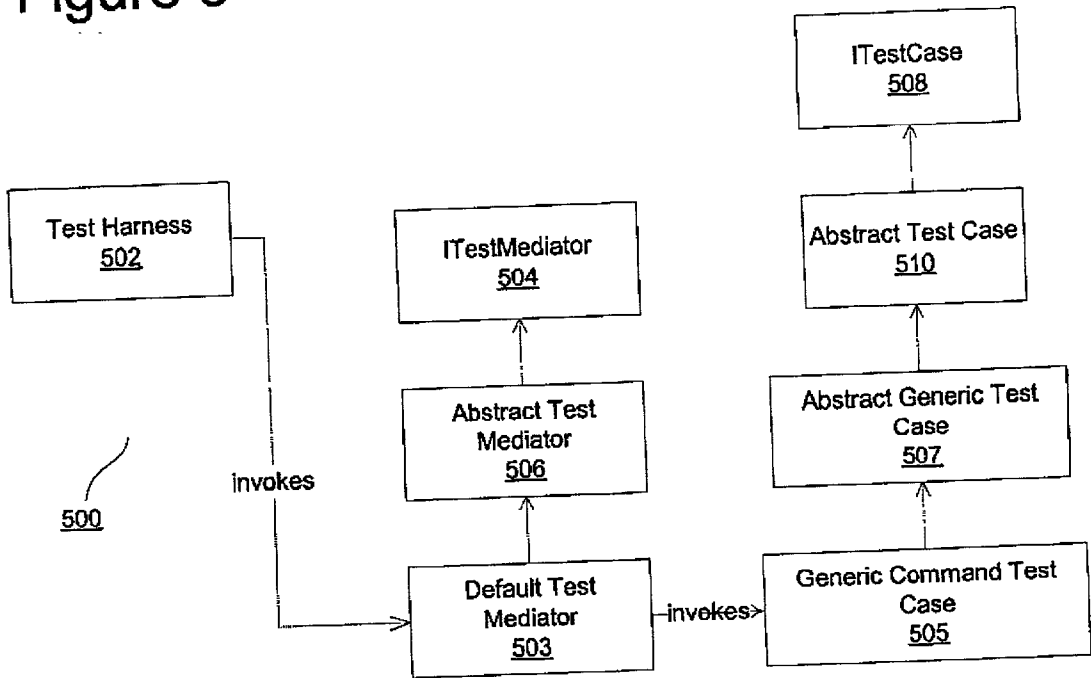 Figure 5
ITestCase
508
Test Harness
502
ITestMediator
504
Abstract Test Case
510
Abstract Test
Mediator
506
Abstract Generic Test
Case
507
invokes
500
Default Test
Mediator
503
invokes
Generic Command Test
Case
505